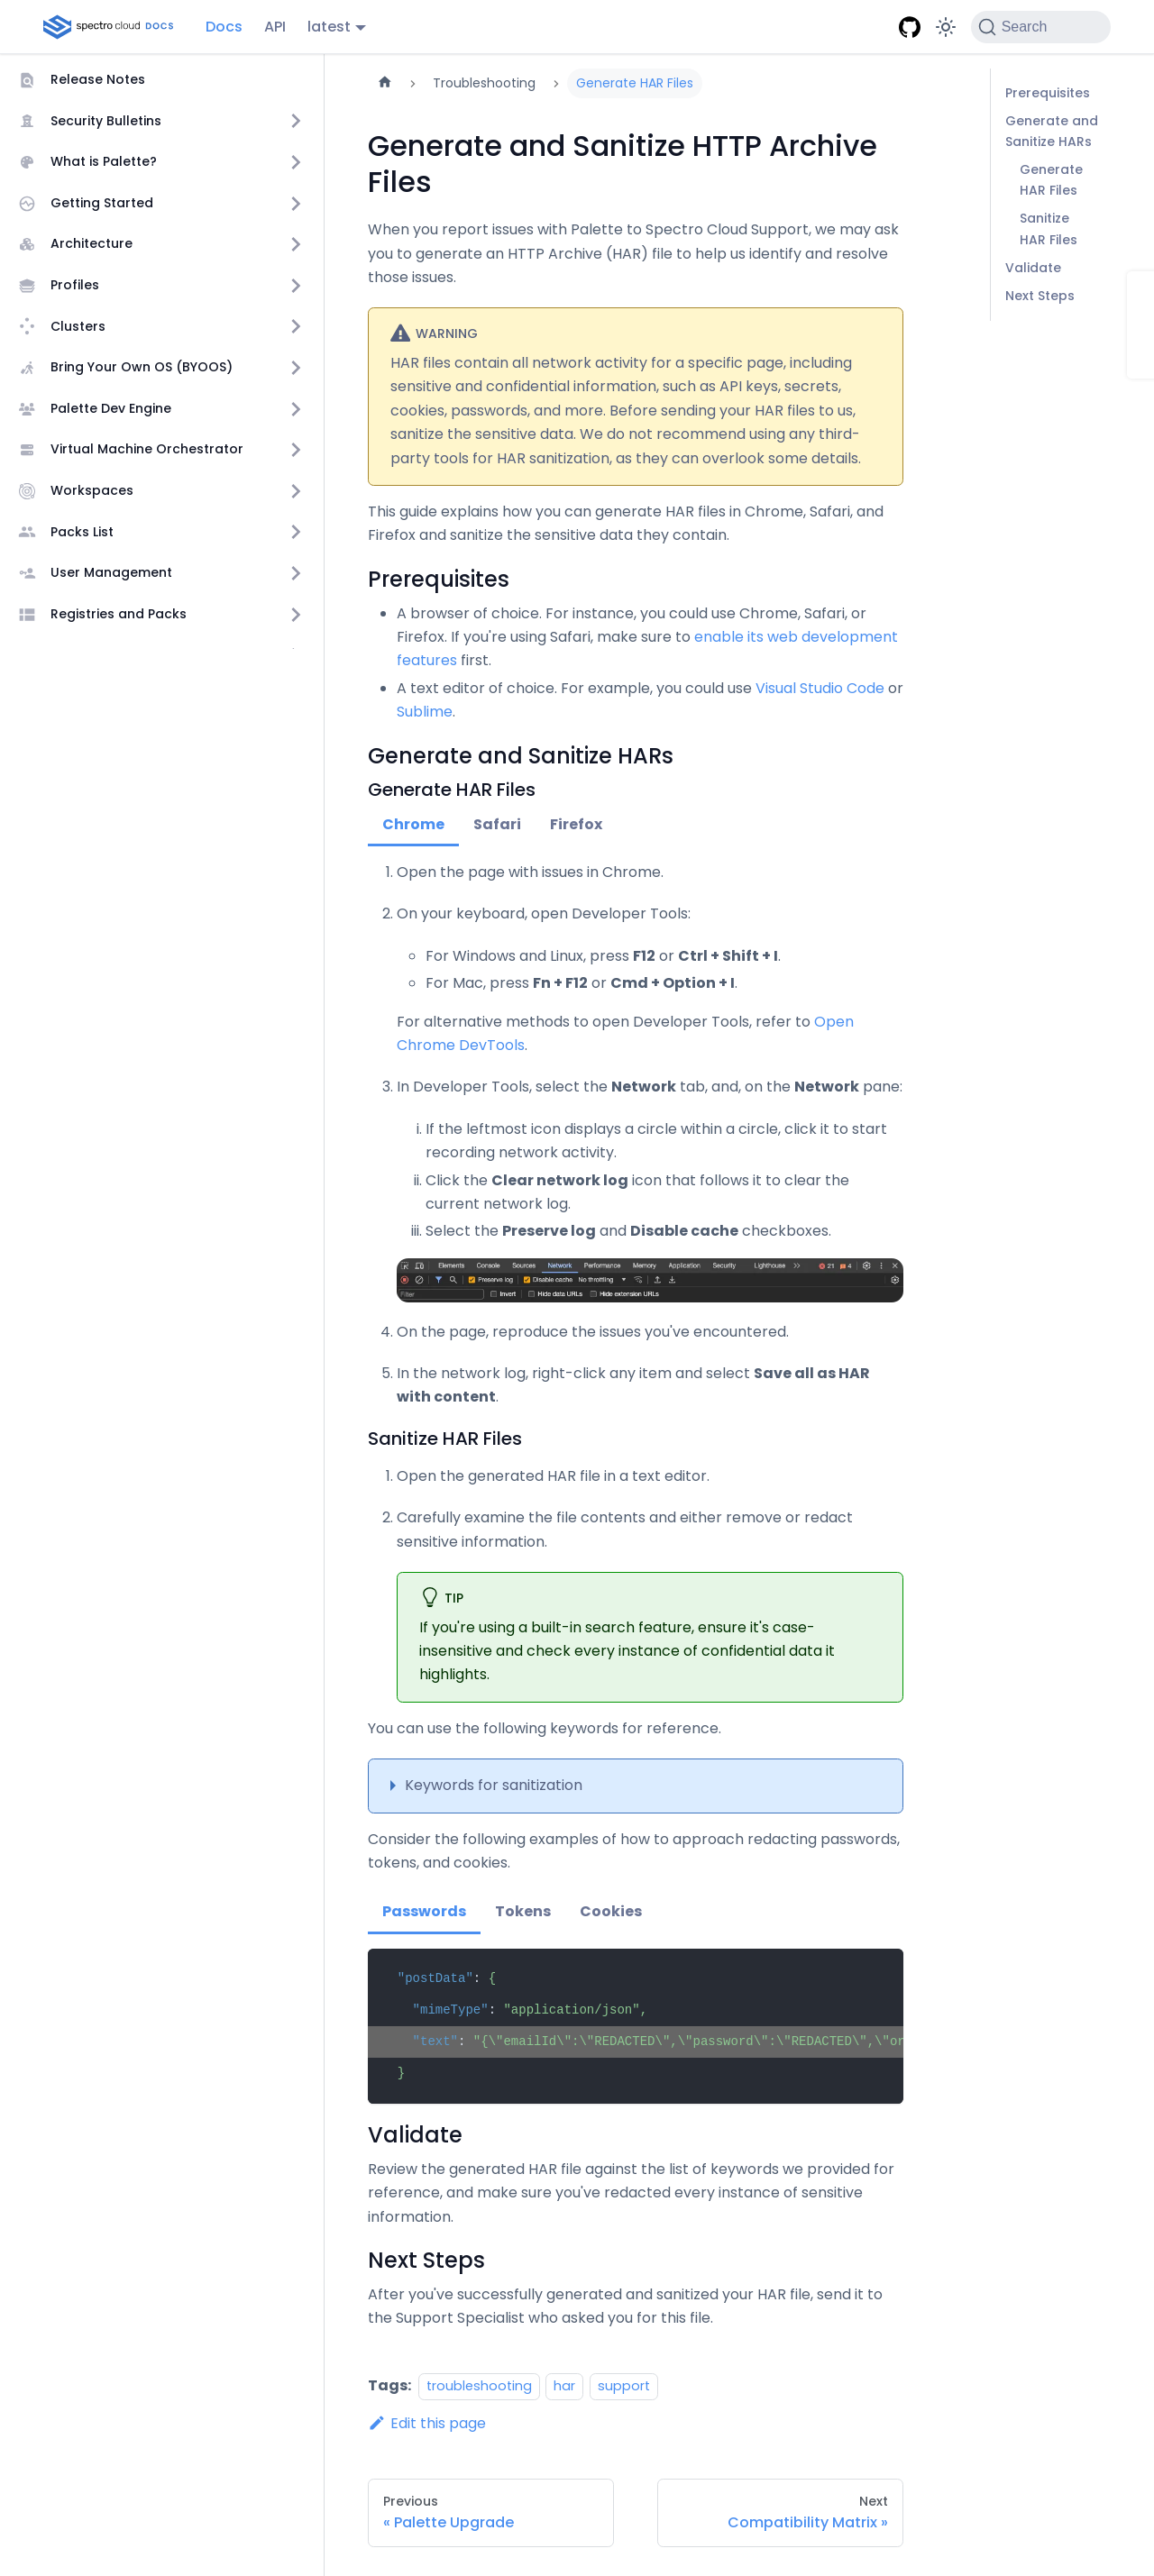 spectro cloud DOCS
Docs
API
latest
Search
Release Notes
Security Bulletins
What is Palette?
Getting Started
Architecture
Profiles
Clusters
Bring Your Own OS (BYOOS)
Palette Dev Engine
Virtual Machine Orchestrator
Workspaces
Packs List
User Management
Registries and Packs
Troubleshooting
Generate HAR Files
Generate and Sanitize HTTP Archive
Files
When you report issues with Palette to Spectro Cloud Support, we may ask
you to generate an HTTP Archive (HAR) file to help us identify and resolve
those issues.
WARNING
HAR files contain all network activity for a specific page, including
sensitive and confidential information, such as API keys, secrets,
cookies, passwords, and more. Before sending your HAR files to us,
sanitize the sensitive data. We do not recommend using any third-
party tools for HAR sanitization, as they can overlook some details.
This guide explains how you can generate HAR files in Chrome, Safari, and
Firefox and sanitize the sensitive data they contain.
Prerequisites
• A browser of choice. For instance, you could use Chrome, Safari, or
Firefox. If you're using Safari, make sure to enable its web development
features first.
• A text editor of choice. For example, you could use Visual Studio Code or
Sublime.
Generate and Sanitize HARs
Generate HAR Files
Chrome
Safari
Firefox
1. Open the page with issues in Chrome.
2. On your keyboard, open Developer Tools:
◦ For Windows and Linux, press F12 or Ctrl + Shift + I.
◦ For Mac, press Fn + F12 or Cmd + Option + I.
For alternative methods to open Developer Tools, refer to Open
Chrome DevTools.
3. In Developer Tools, select the Network tab, and, on the Network pane:
i. If the leftmost icon displays a circle within a circle, click it to start
recording network activity.
ii. Click the Clear network log icon that follows it to clear the
current network log.
iii. Select the Preserve log and Disable cache checkboxes.
Elements Console Sources Network Performance Memory Application Security Lighthouse >> 21 4
Preserve log Disable cache No throttling
Filter Invert Hide data URLs Hide extension URLs
4. On the page, reproduce the issues you've encountered.
5. In the network log, right-click any item and select Save all as HAR
with content.
Sanitize HAR Files
1. Open the generated HAR file in a text editor.
2. Carefully examine the file contents and either remove or redact
sensitive information.
TIP
If you're using a built-in search feature, ensure it's case-
insensitive and check every instance of confidential data it
highlights.
You can use the following keywords for reference.
Keywords for sanitization
Consider the following examples of how to approach redacting passwords,
tokens, and cookies.
Passwords
Tokens
Cookies
"postData": {
"mimeType": "application/json",
"text": "{\"emailId\":\"REDACTED\",\"password\":\"REDACTED\",\"or
}
Validate
Review the generated HAR file against the list of keywords we provided for
reference, and make sure you've redacted every instance of sensitive
information.
Next Steps
After you've successfully generated and sanitized your HAR file, send it to
the Support Specialist who asked you for this file.
Tags: troubleshooting har support
Edit this page
Previous
« Palette Upgrade
Next
Compatibility Matrix »
Prerequisites
Generate and
Sanitize HARs
Generate
HAR Files
Sanitize
HAR Files
Validate
Next Steps